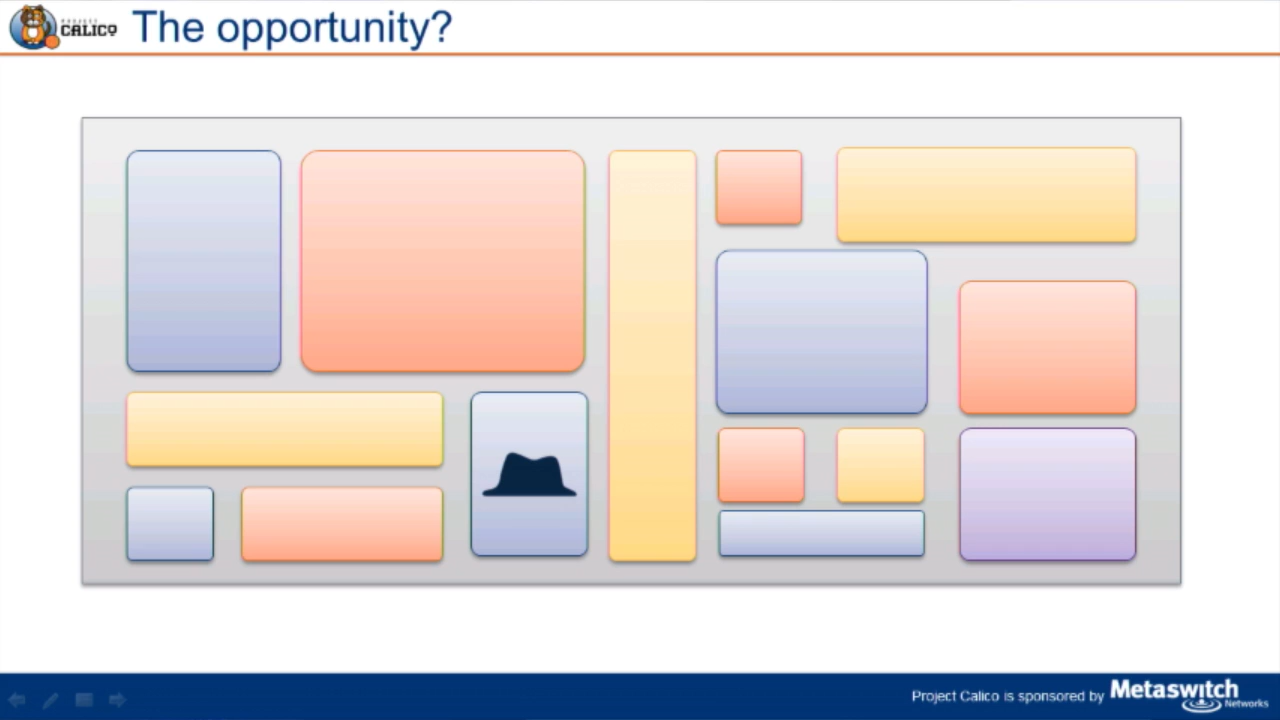 PROJECT
CALICO
The opportunity?
Project Calico is sponsored by Metaswitch
Networks